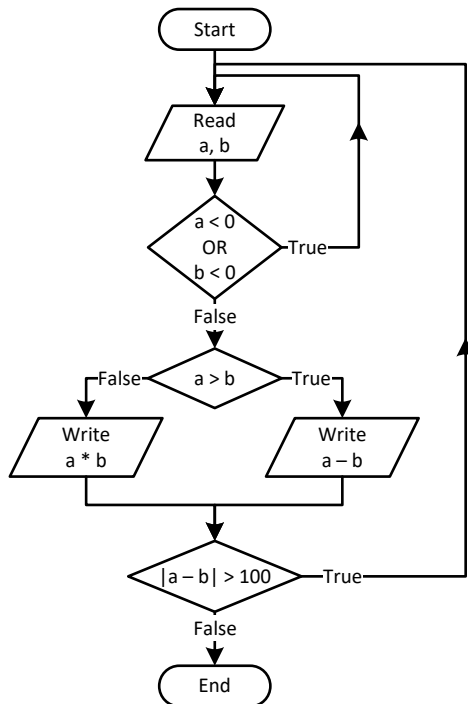 Start
Read
a, b
a < 0
OR
b < 0
True
False
False
a > b
True
Write
a * b
Write
a – b
|a – b| > 100
True
False
End